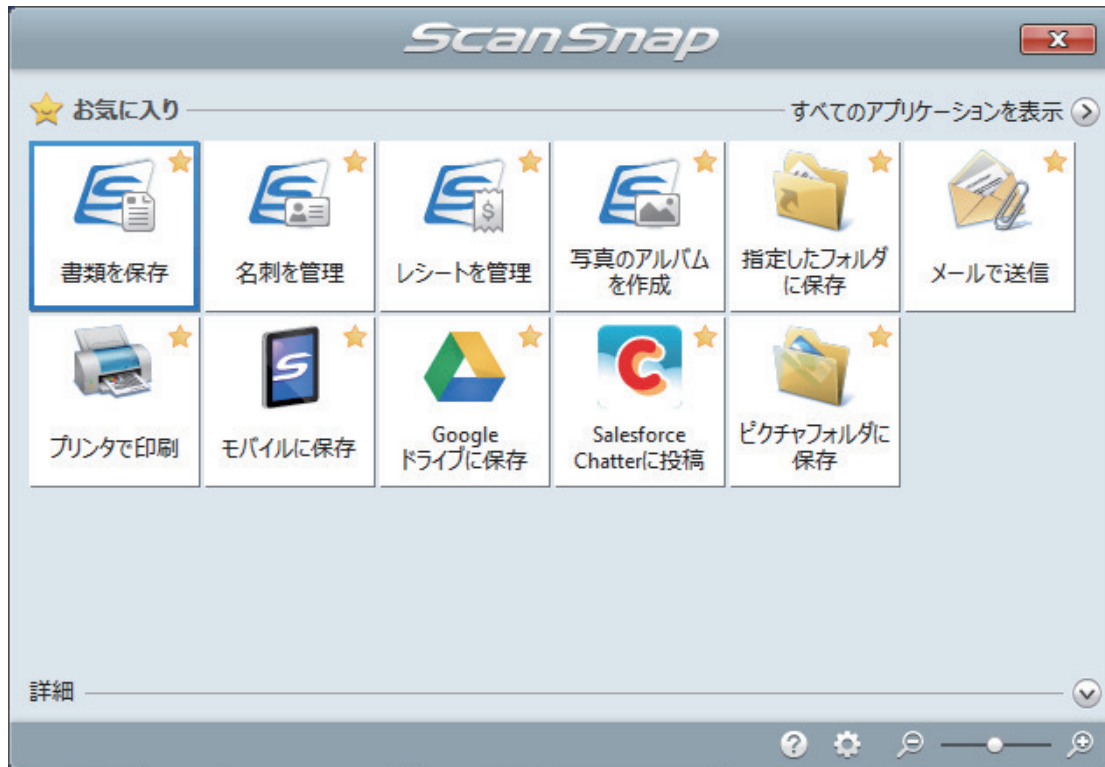 ScanSnap
お気に入り
すべてのアプリケーションを表示
書類を保存
名刺を管理
レシートを管理
写真のアルバム
を作成
指定したフォルダ
に保存
メールで送信
プリンタで印刷
モバイルに保存
Google
ドライブに保存
Salesforce
Chatterに投稿
ピクチャフォルダに
保存
詳細